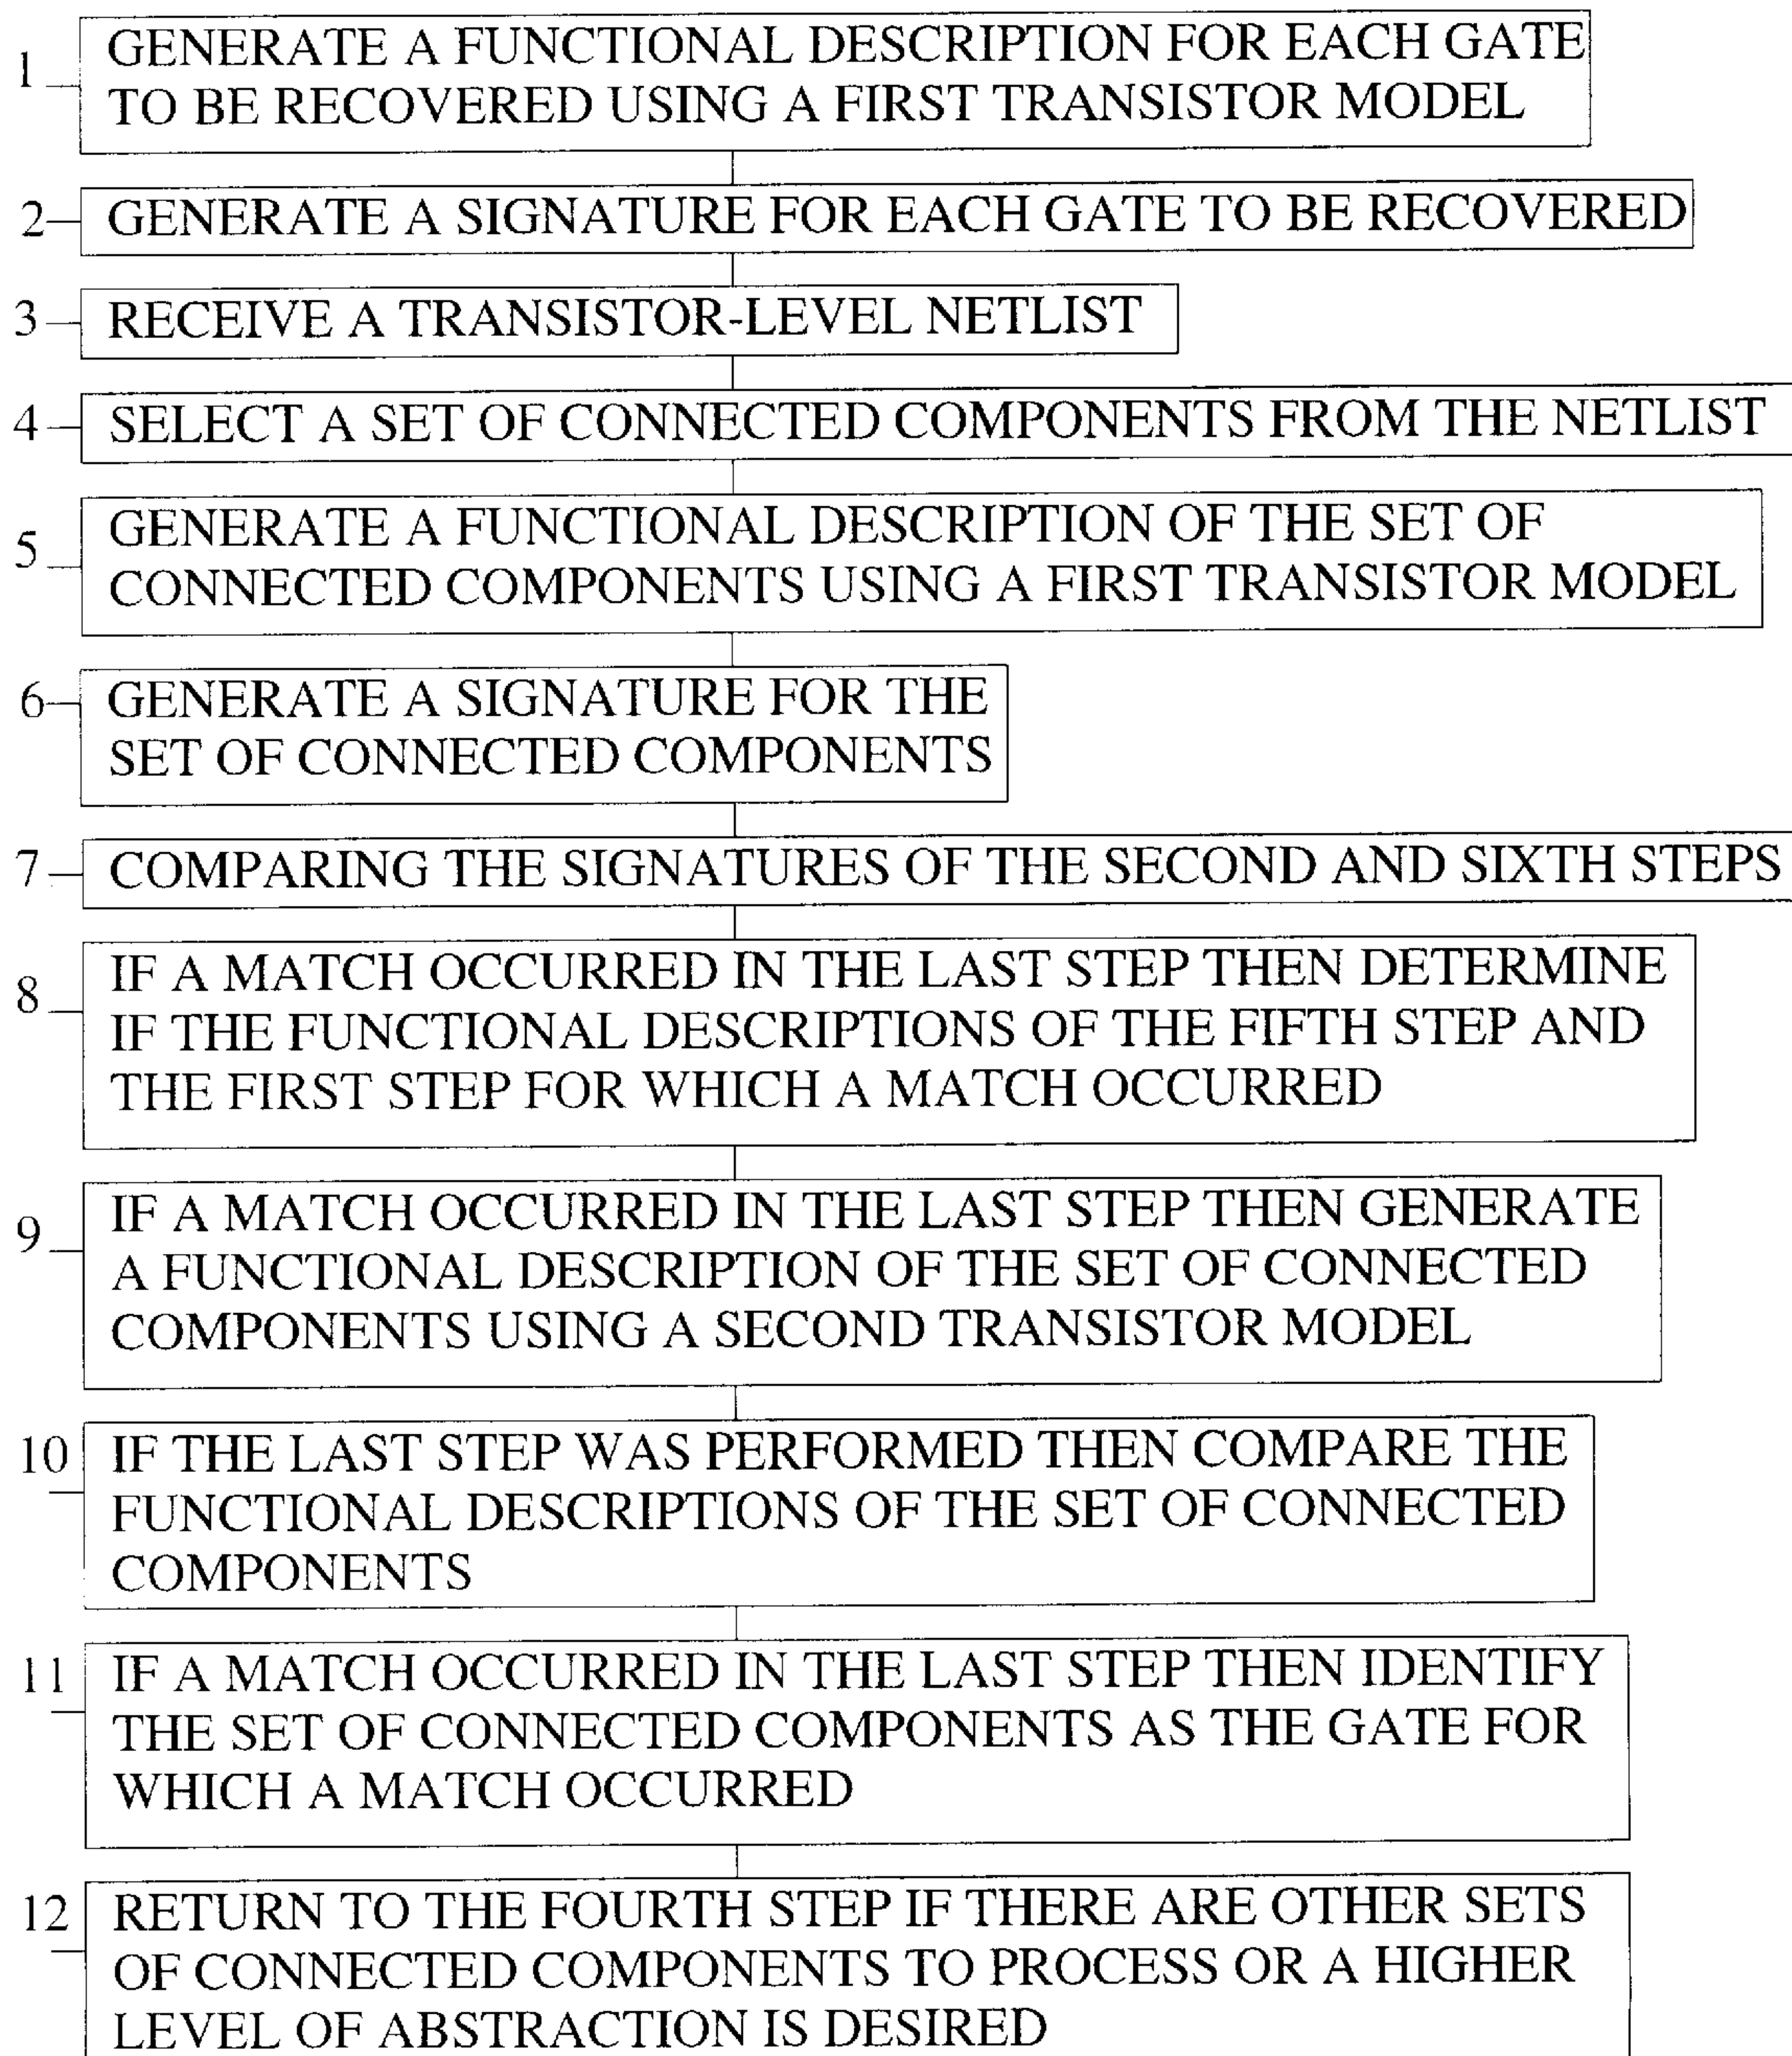 1
GENERATE A FUNCTIONAL DESCRIPTION FOR EACH GATE
TO BE RECOVERED USING A FIRST TRANSISTOR MODEL
2
GENERATE A SIGNATURE FOR EACH GATE TO BE RECOVERED
3
RECEIVE A TRANSISTOR-LEVEL NETLIST
4
SELECT A SET OF CONNECTED COMPONENTS FROM THE NETLIST
5
GENERATE A FUNCTIONAL DESCRIPTION OF THE SET OF
CONNECTED COMPONENTS USING A FIRST TRANSISTOR MODEL
6
GENERATE A SIGNATURE FOR THE
SET OF CONNECTED COMPONENTS
7
COMPARING THE SIGNATURES OF THE SECOND AND SIXTH STEPS
8
IF A MATCH OCCURRED IN THE LAST STEP THEN DETERMINE
IF THE FUNCTIONAL DESCRIPTIONS OF THE FIFTH STEP AND
THE FIRST STEP FOR WHICH A MATCH OCCURRED
9
IF A MATCH OCCURRED IN THE LAST STEP THEN GENERATE
A FUNCTIONAL DESCRIPTION OF THE SET OF CONNECTED
COMPONENTS USING A SECOND TRANSISTOR MODEL
10
IF THE LAST STEP WAS PERFORMED THEN COMPARE THE
FUNCTIONAL DESCRIPTIONS OF THE SET OF CONNECTED
COMPONENTS
11
IF A MATCH OCCURRED IN THE LAST STEP THEN IDENTIFY
THE SET OF CONNECTED COMPONENTS AS THE GATE FOR
WHICH A MATCH OCCURRED
12
RETURN TO THE FOURTH STEP IF THERE ARE OTHER SETS
OF CONNECTED COMPONENTS TO PROCESS OR A HIGHER
LEVEL OF ABSTRACTION IS DESIRED